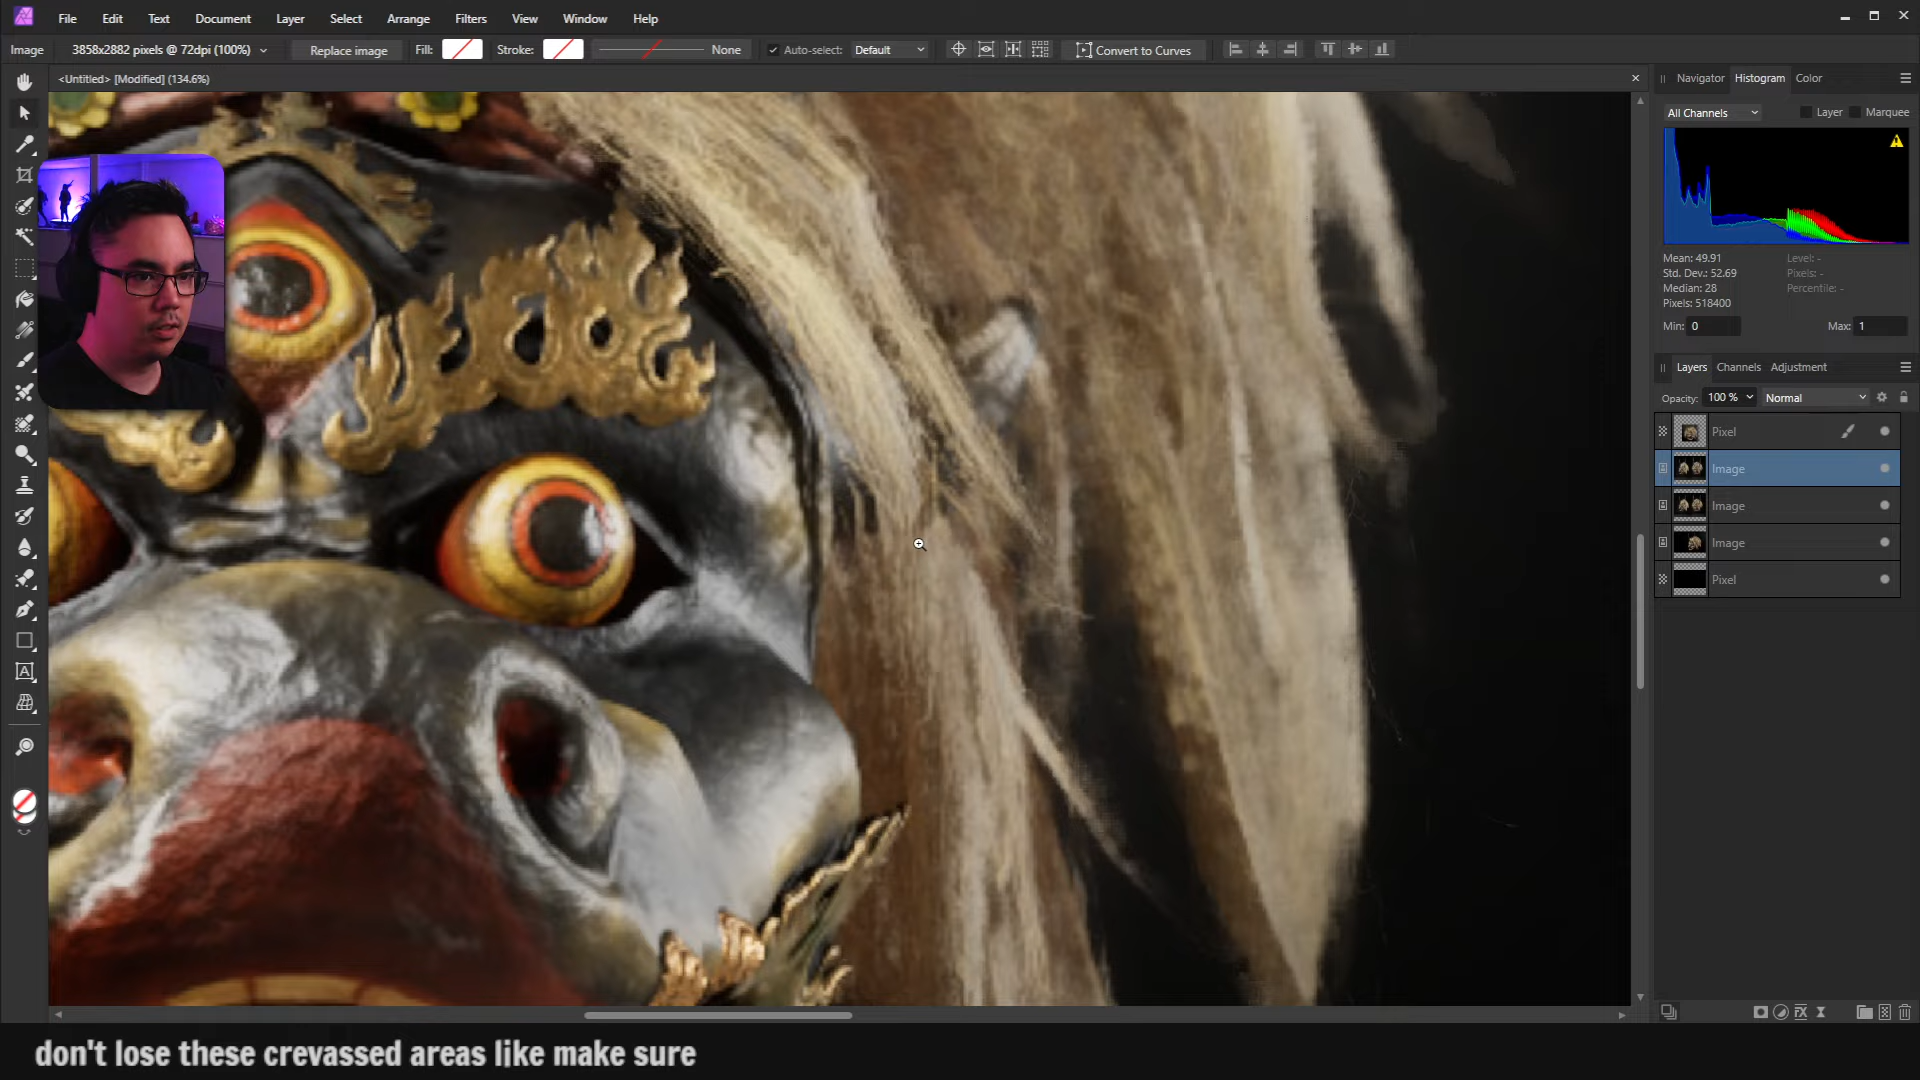 File Edit Text Document Layer Select Arrange Filters View Window Help
Image 3858x2882 pixels @ 72dpi (100%) Replace image Fill: Stroke: None Auto-select: Default Convert to Curves
<Untitled> [Modified] (134.6%)
Navigator Histogram Color
All Channels Layer Marquee
Mean: 49.91 Level: -
Std. Dev.: 52.69 Pixels: -
Median: 28 Percentile: -
Pixels: 518400
Min: 0 Max: 1
Layers Channels Adjustment
Opacity: 100 % Normal
Pixel
Image
Image
Image
Pixel
don't lose these crevassed areas like make sure